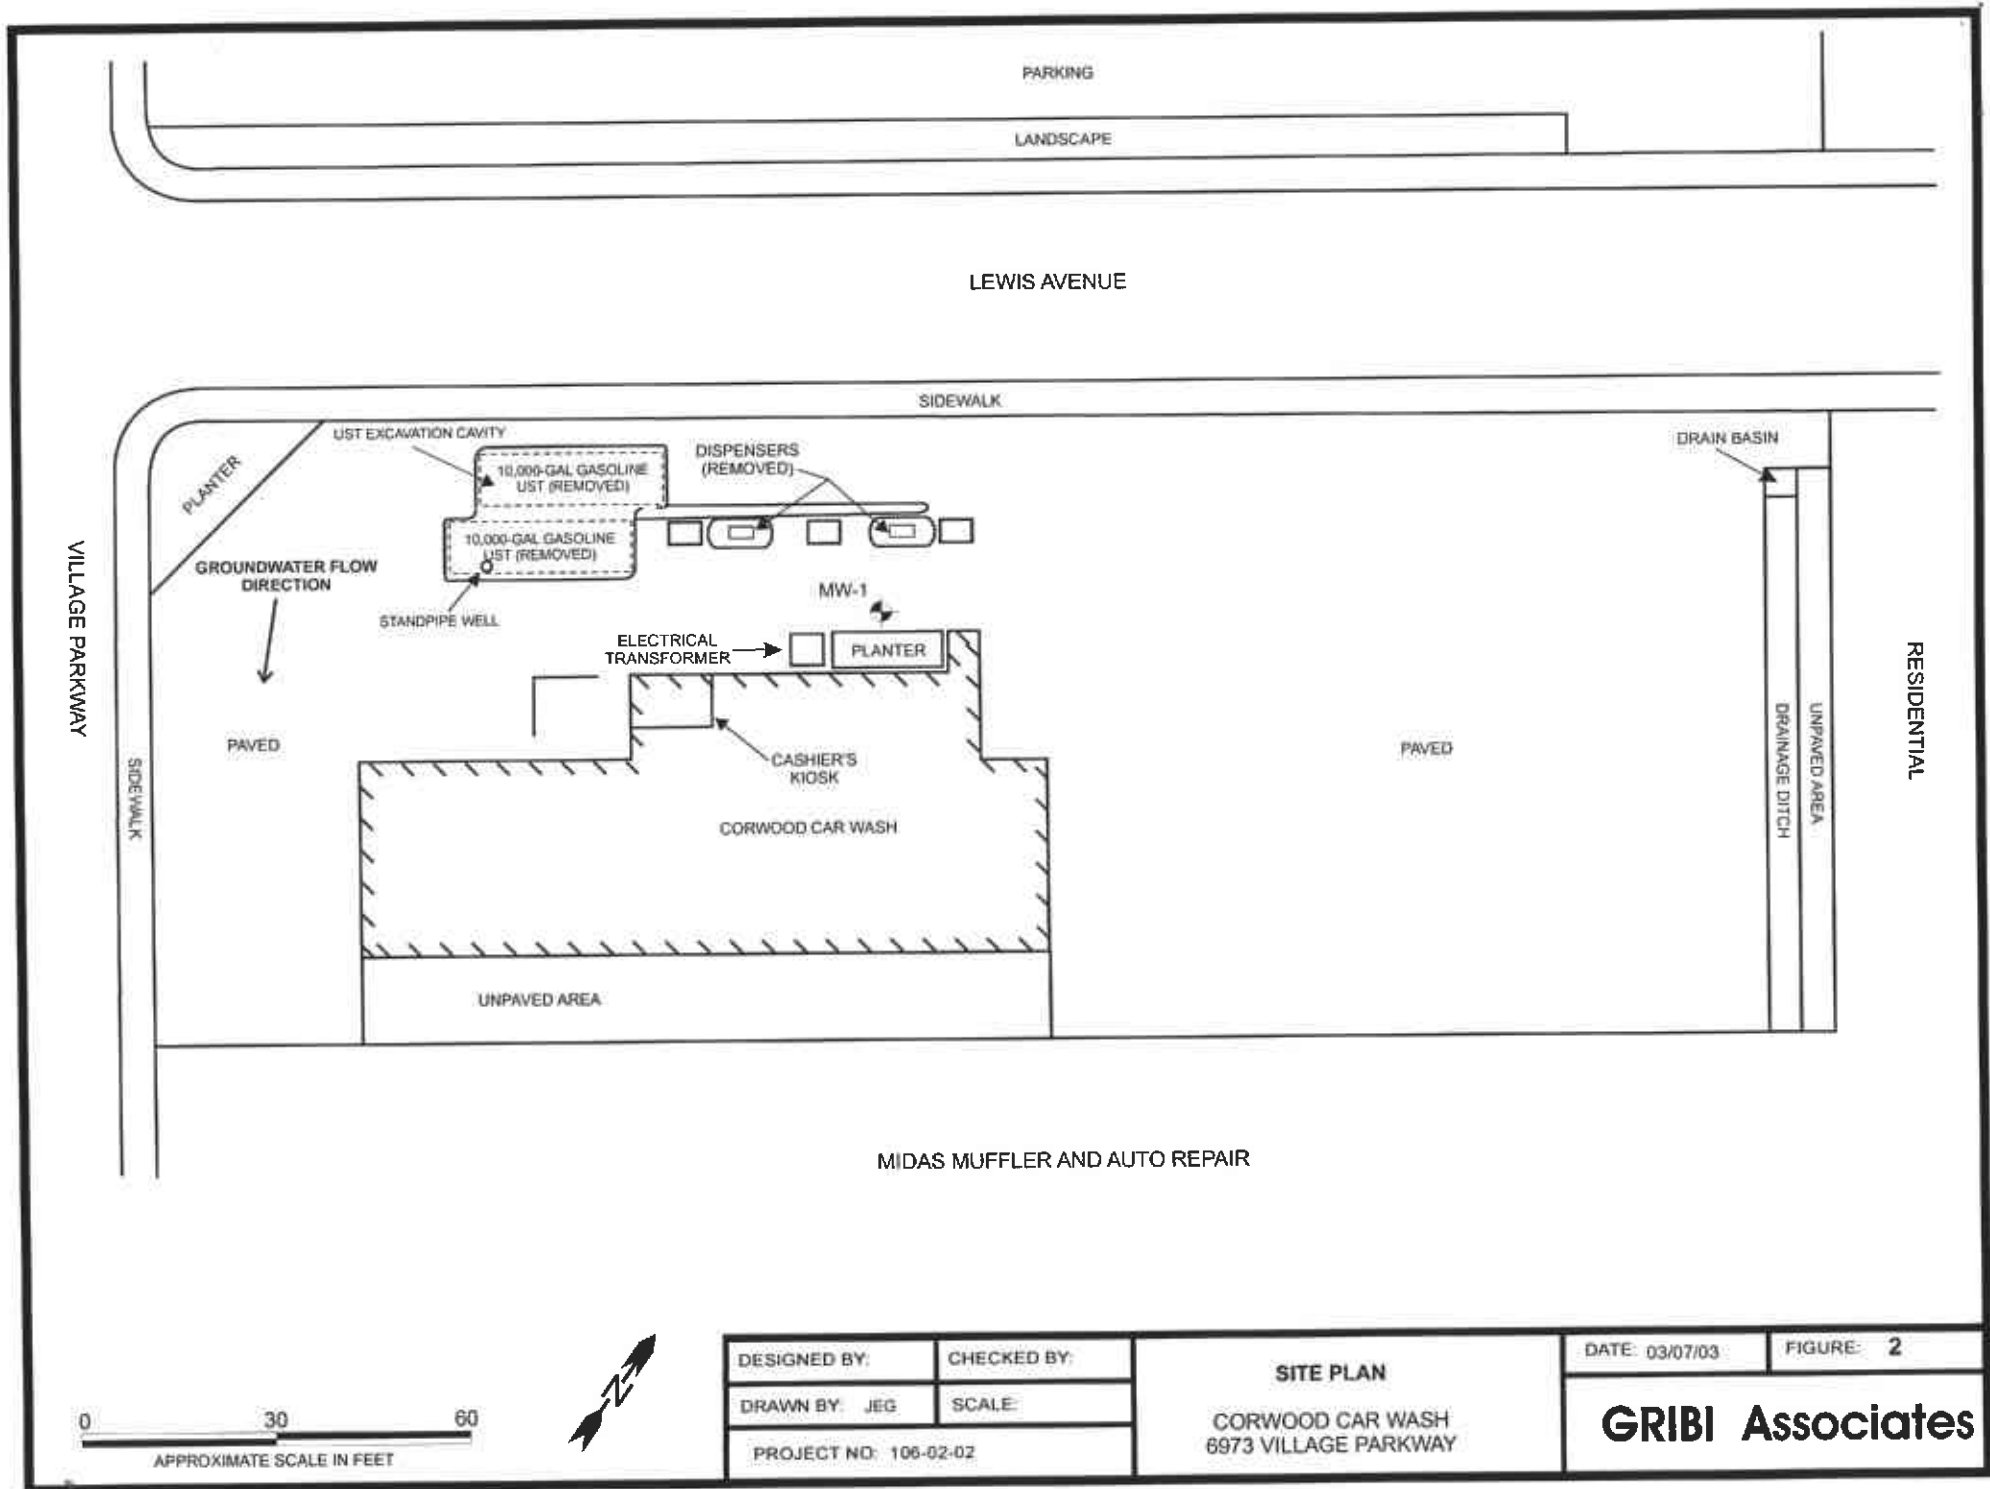 PARKING
LANDSCAPE
LEWIS AVENUE
SIDEWALK
UST EXCAVATION CAVITY
DRAIN BASIN
DISPENSERS
(REMOVED)
10,000-GAL GASOLINE
UST (REMOVED)
PLANTER
10,000-GAL GASOLINE
UST (REMOVED)
GROUNDWATER FLOW
DIRECTION
VILLAGE PARKWAY
MW-1
STANDPIPE WELL
ELECTRICAL
TRANSFORMER
PLANTER
RESIDENTIAL
PAVED
PAVED
DRAINAGE DITCH
UNPAVED AREA
CASHIER'S
KIOSK
SIDEWALK
CORWOOD CAR WASH
UNPAVED AREA
MIDAS MUFFLER AND AUTO REPAIR
N
0 30 60
APPROXIMATE SCALE IN FEET
DESIGNED BY:
CHECKED BY:
DRAWN BY: JEG
SCALE:
PROJECT NO: 106-02-02
SITE PLAN
CORWOOD CAR WASH
6973 VILLAGE PARKWAY
DATE: 03/07/03
FIGURE: 2
GRIBI Associates